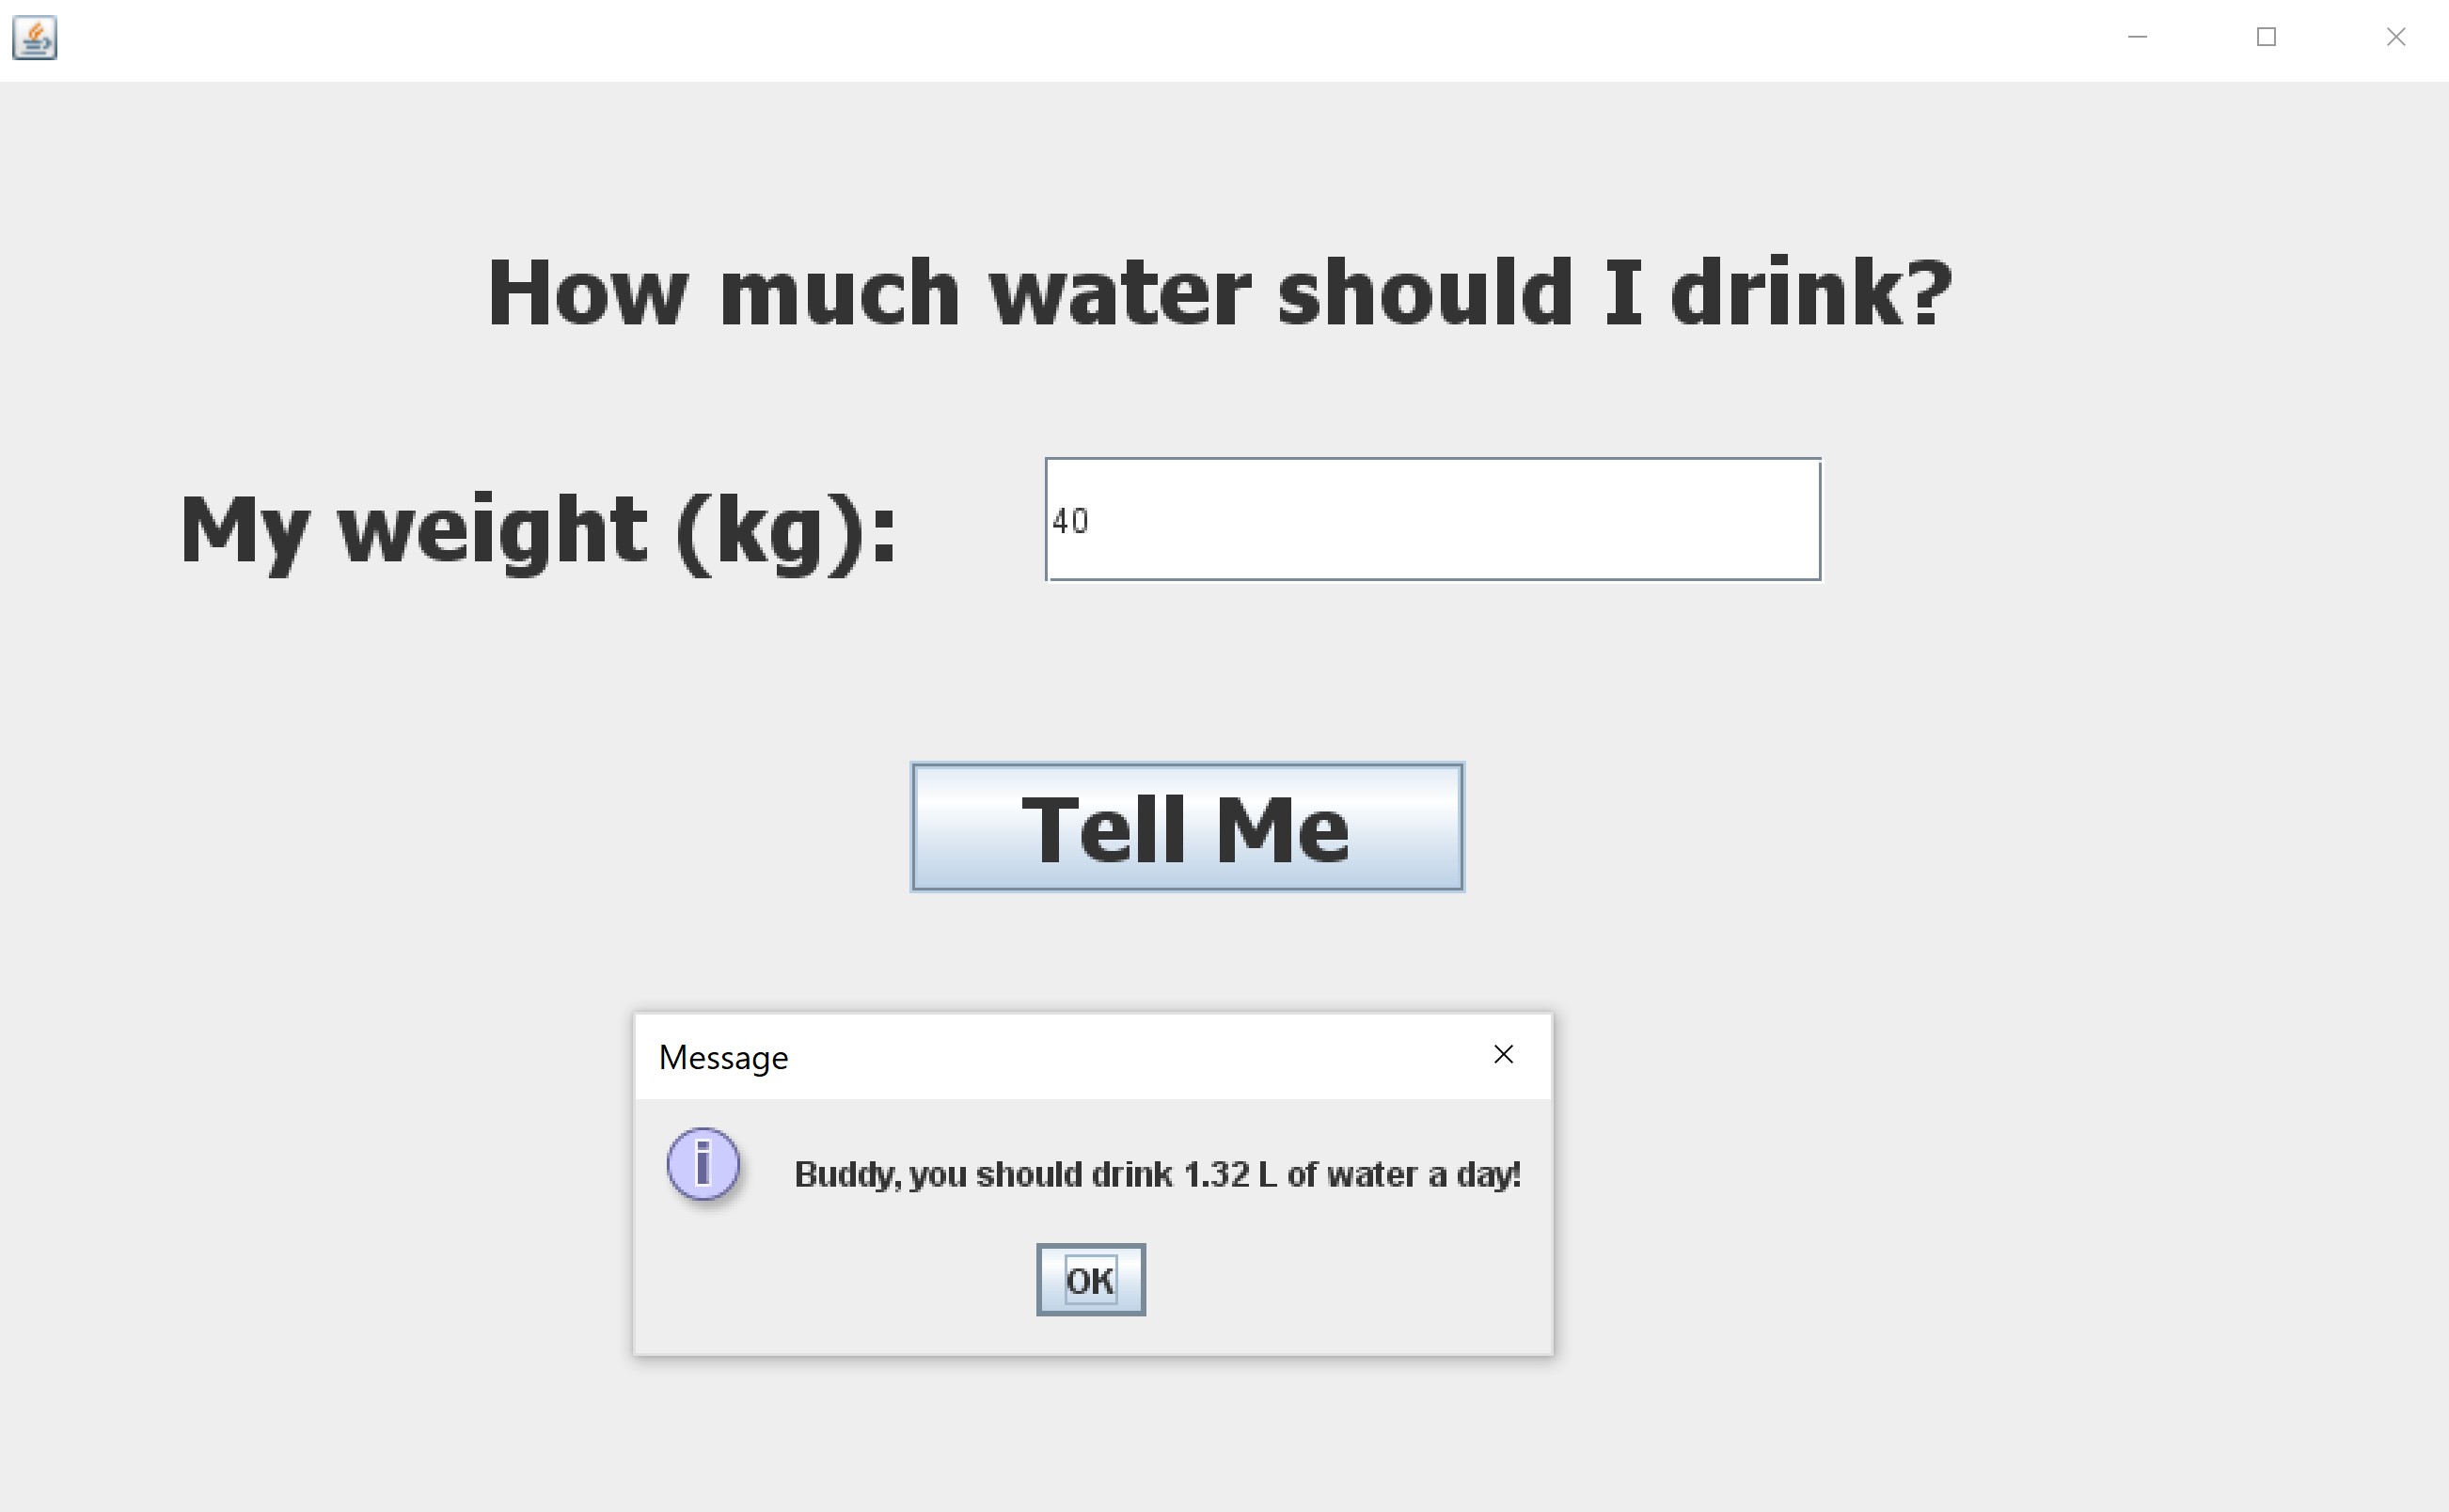 How much water should I drink?
My weight (kg):
40
Tell Me
Message
i
Buddy, you should drink 1.32 L of water a day!
OK